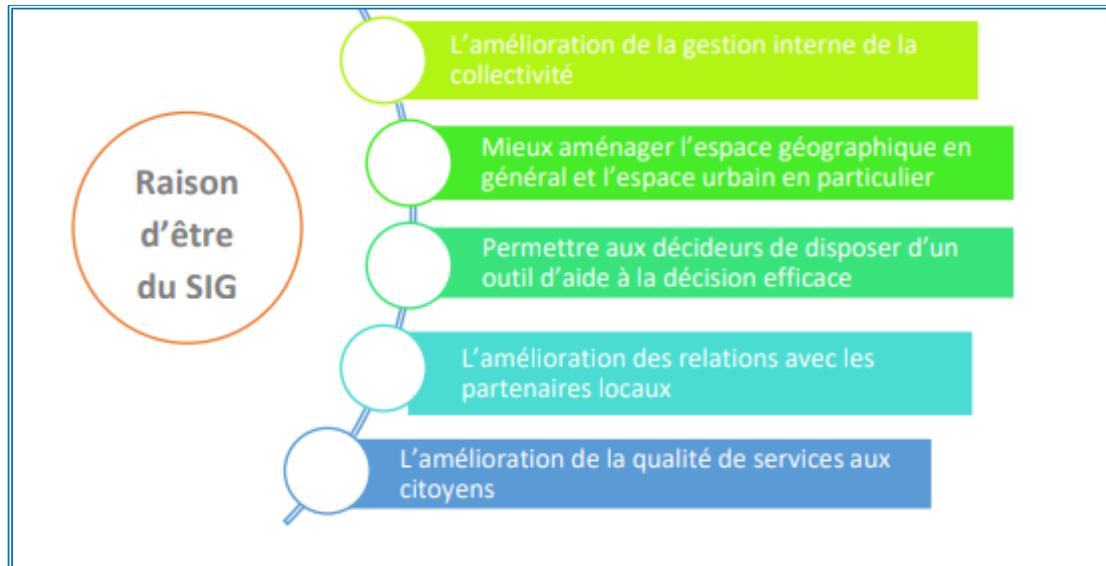 Raison
d'être
du SIG
L'amélioration de la gestion interne de la
collectivité
Mieux aménager l'espace géographique en
général et l'espace urbain en particulier
Permettre aux décideurs de disposer d'un
outil d'aide à la décision efficace
L'amélioration des relations avec les
partenaires locaux
L'amélioration de la qualité de services aux
citoyens